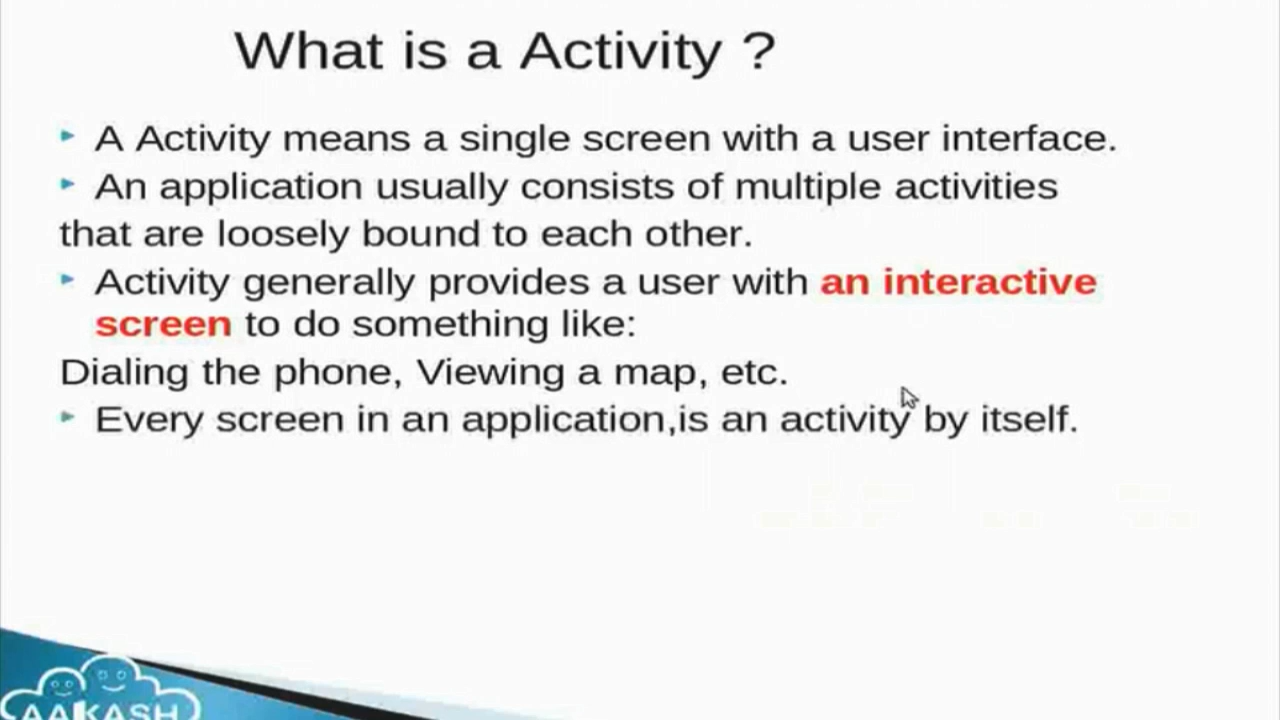 What is a Activity ?
A Activity means a single screen with a user interface.
An application usually consists of multiple activities
that are loosely bound to each other.
Activity generally provides a user with an interactive
screen to do something like:
Dialing the phone, Viewing a map, etc.
Every screen in an application,is an activity by itself.
AAKASH